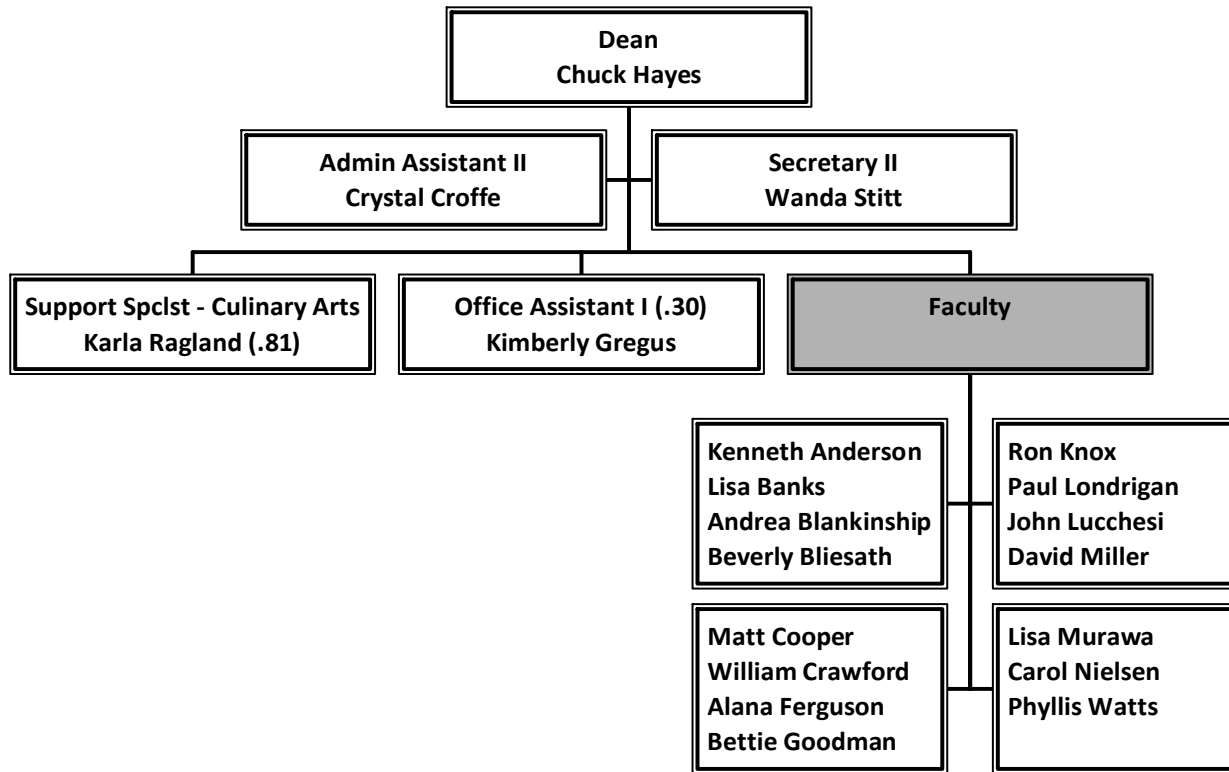 Dean
Chuck Hayes
Admin Assistant II
Crystal Croffe
Secretary II
Wanda Stitt
Support Spclst - Culinary Arts
Karla Ragland (.81)
Office Assistant I (.30)
Kimberly Gregus
Faculty
Kenneth Anderson
Lisa Banks
Andrea Blankinship
Beverly Bliesath
Ron Knox
Paul Londrigan
John Lucchesi
David Miller
Matt Cooper
William Crawford
Alana Ferguson
Bettie Goodman
Lisa Murawa
Carol Nielsen
Phyllis Watts